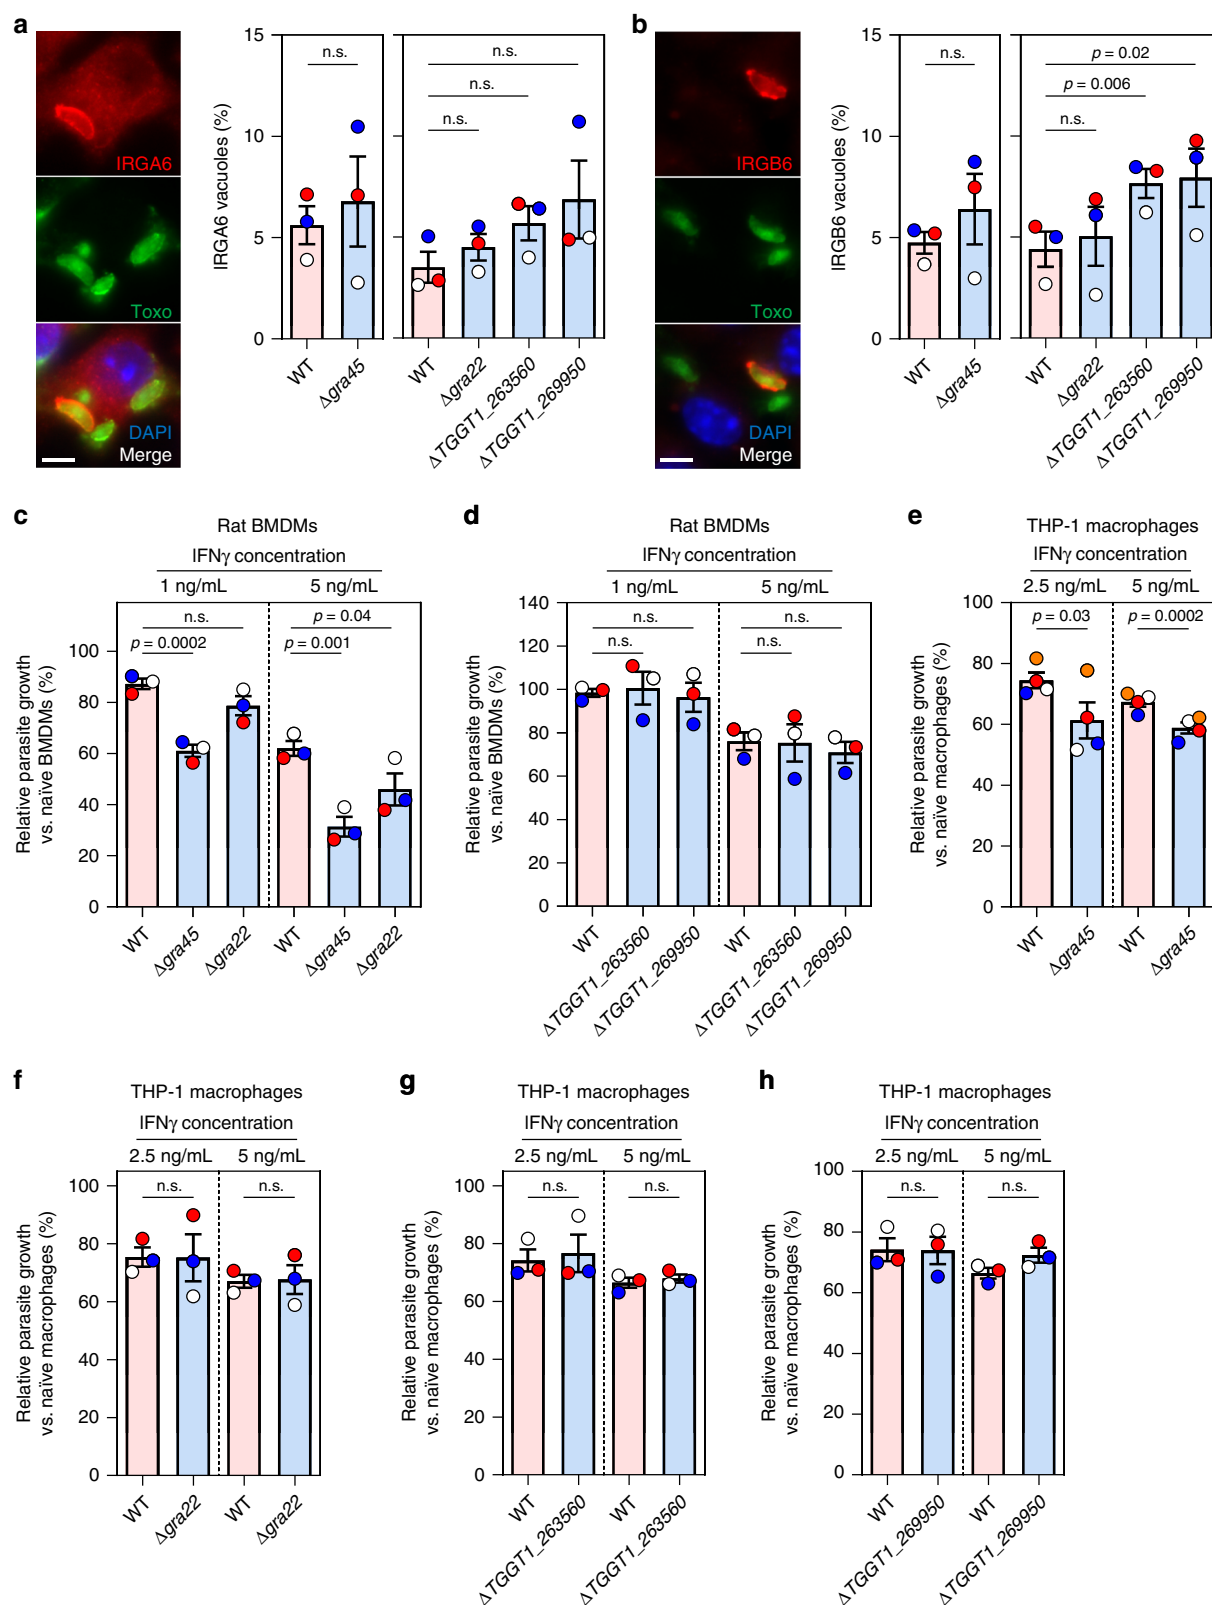 a
IRGA6
Toxo
DAPI
Merge
IRGA6 vacuoles (%)
15
10
5
0
n.s.
n.s.
n.s.
n.s.
WT
Δgra45
WT
Δgra22
ΔTGGT1_263560
ΔTGGT1_269950
b
IRGB6
Toxo
DAPI
Merge
IRGB6 vacuoles (%)
15
10
5
0
n.s.
p = 0.02
p = 0.006
n.s.
WT
Δgra45
WT
Δgra22
ΔTGGT1_263560
ΔTGGT1_269950
c
Rat BMDMs
IFNγ concentration
1 ng/mL
5 ng/mL
Relative parasite growth
vs. naïve BMDMs (%)
100
80
60
40
20
0
n.s.
p = 0.0002
p = 0.04
p = 0.001
WT
Δgra45
Δgra22
WT
Δgra45
Δgra22
d
Rat BMDMs
IFNγ concentration
1 ng/mL
5 ng/mL
Relative parasite growth
vs. naïve BMDMs (%)
140
120
100
80
60
40
20
0
n.s.
n.s.
n.s.
n.s.
WT
ΔTGGT1_263560
ΔTGGT1_269950
WT
ΔTGGT1_263560
ΔTGGT1_269950
e
THP-1 macrophages
IFNγ concentration
2.5 ng/mL
5 ng/mL
Relative parasite growth
vs. naïve macrophages (%)
100
80
60
40
20
0
p = 0.03
p = 0.0002
WT
Δgra45
WT
Δgra45
f
THP-1 macrophages
IFNγ concentration
2.5 ng/mL
5 ng/mL
Relative parasite growth
vs. naïve macrophages (%)
100
80
60
40
20
0
n.s.
n.s.
WT
Δgra22
WT
Δgra22
g
THP-1 macrophages
IFNγ concentration
2.5 ng/mL
5 ng/mL
Relative parasite growth
vs. naïve macrophages (%)
100
80
60
40
20
0
n.s.
n.s.
WT
ΔTGGT1_263560
WT
ΔTGGT1_263560
h
THP-1 macrophages
IFNγ concentration
2.5 ng/mL
5 ng/mL
Relative parasite growth
vs. naïve macrophages (%)
100
80
60
40
20
0
n.s.
n.s.
WT
ΔTGGT1_269950
WT
ΔTGGT1_269950